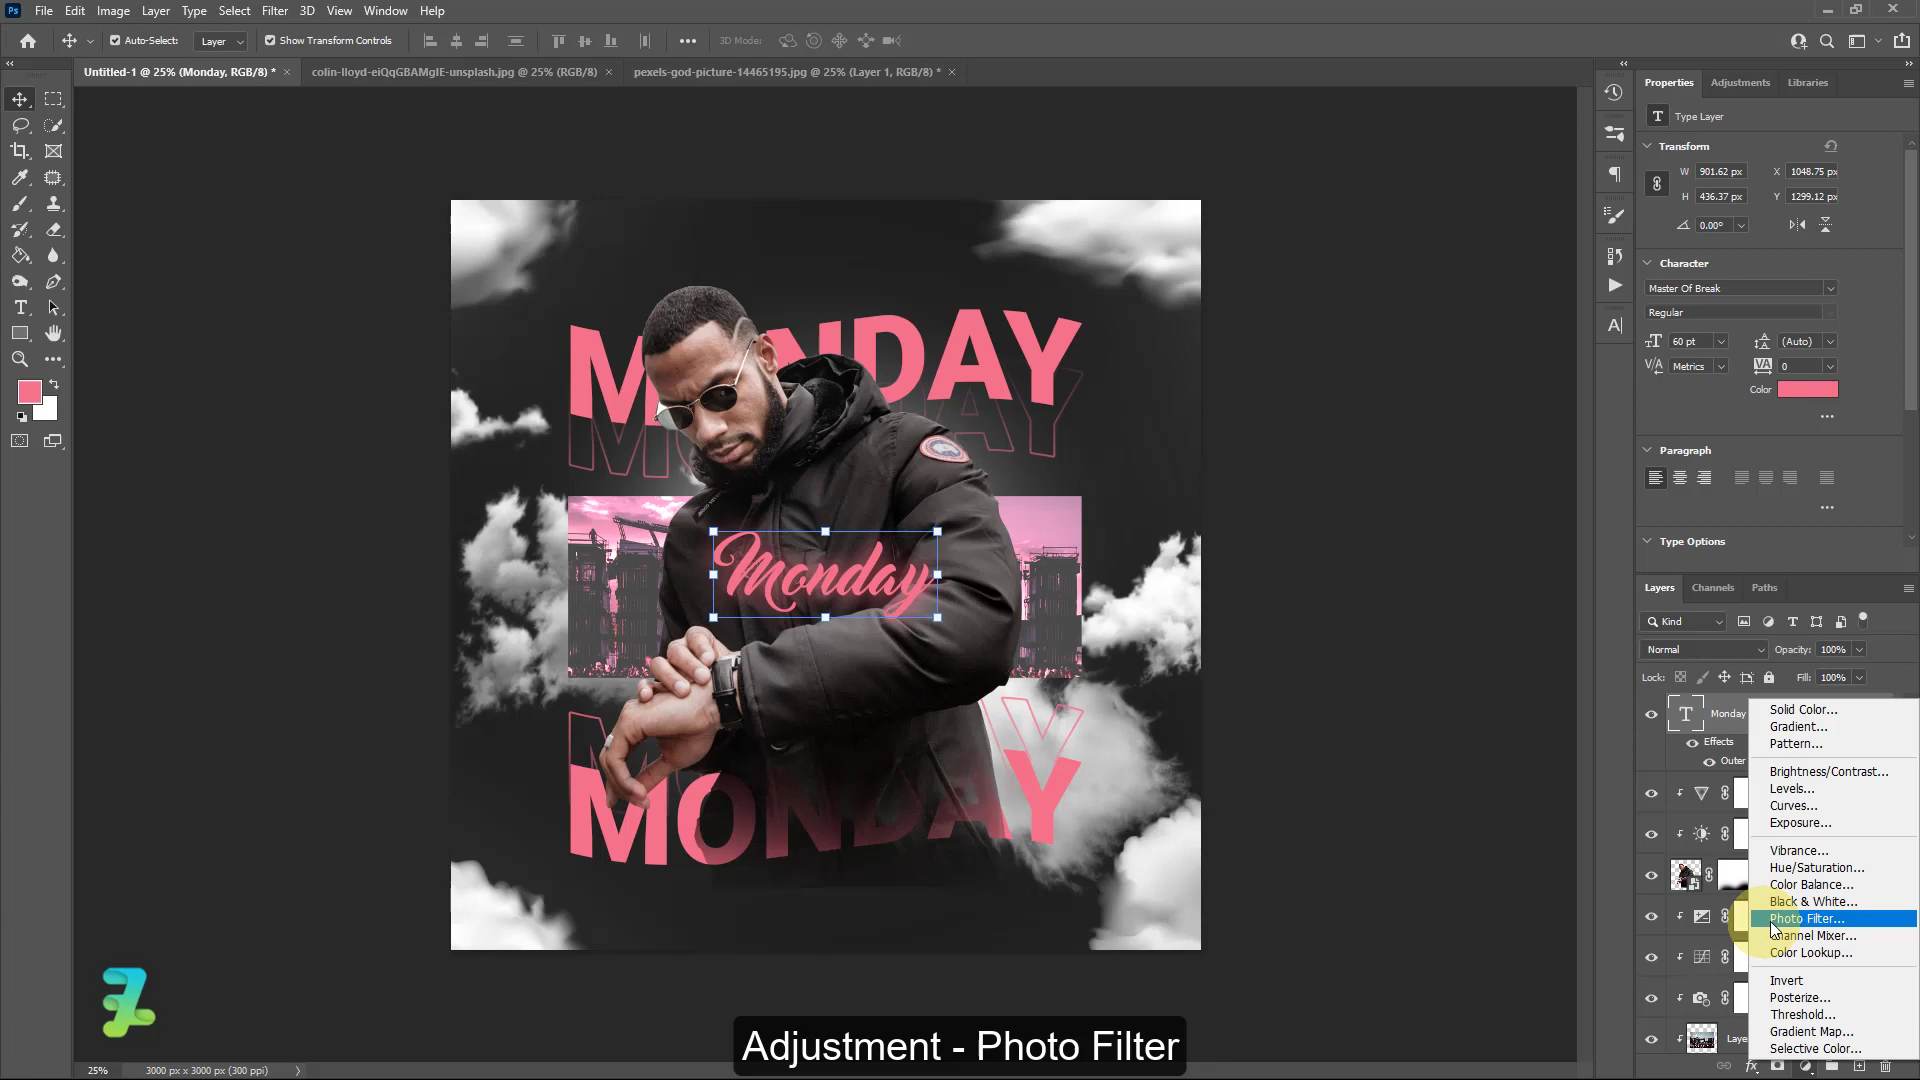 Ps File Edit Image Layer Type Select Filter 3D View Window Help
Auto-Select: Layer Show Transform Controls 3D Mode:
Untitled-1 @ 25% (Monday, RGB/8) * × colin-lloyd-eiQqGBAMgIE-unsplash.jpg @ 25% (RGB/8) × pexels-god-picture-14465195.jpg @ 25% (Layer 1, RGB/8) * ×
Properties Adjustments Libraries
T Type Layer
Transform
W 901.62 px X 1048.75 px
H 436.37 px Y 1299.12 px
0.00°
Character
Master Of Break
Regular
60 pt (Auto)
Metrics 0
Color
Paragraph
Type Options
Layers Channels Paths
Kind
Normal Opacity: 100%
Lock: Fill: 100%
T Monday
Effects
Outer
Layer
Solid Color...
Gradient...
Pattern...
Brightness/Contrast...
Levels...
Curves...
Exposure...
Vibrance...
Hue/Saturation...
Color Balance...
Black & White...
Photo Filter...
Channel Mixer...
Color Lookup...
Invert
Posterize...
Threshold...
Gradient Map...
Selective Color...
MONDAY
MONDAY
Monday
MONDAY
Adjustment - Photo Filter
25% 3000 px x 3000 px (300 ppi)